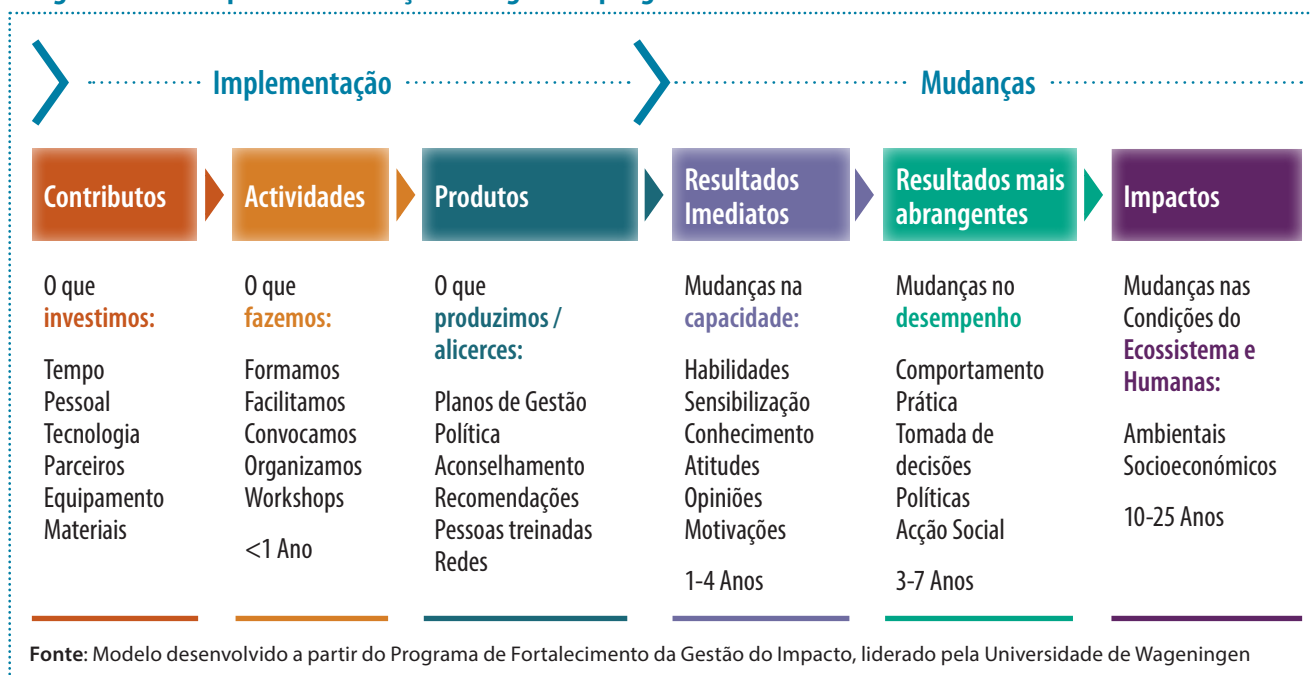 Implementação
Mudanças
Contributos
Actividades
Produtos
Resultados
Imediatos
Resultados mais
abrangentes
Impactos
O que
investimos:
Tempo
Pessoal
Tecnologia
Parceiros
Equipamento
Materiais
O que
fazemos:
Formamos
Facilitamos
Convocamos
Organizamos
Workshops
<1 Ano
O que
produzimos /
alicerces:
Planos de Gestão
Política
Aconselhamento
Recomendações
Pessoas treinadas
Redes
Mudanças na
capacidade:
Habilidades
Sensibilização
Conhecimento
Atitudes
Opiniões
Motivações
1-4 Anos
Mudanças no
desempenho
Comportamento
Prática
Tomada de
decisões
Políticas
Acção Social
3-7 Anos
Mudanças nas
Condições do
Ecossistema e
Humanas:
Ambientais
Socioeconómicos
10-25 Anos
Fonte: Modelo desenvolvido a partir do Programa de Fortalecimento da Gestão do Impacto, liderado pela Universidade de Wageningen